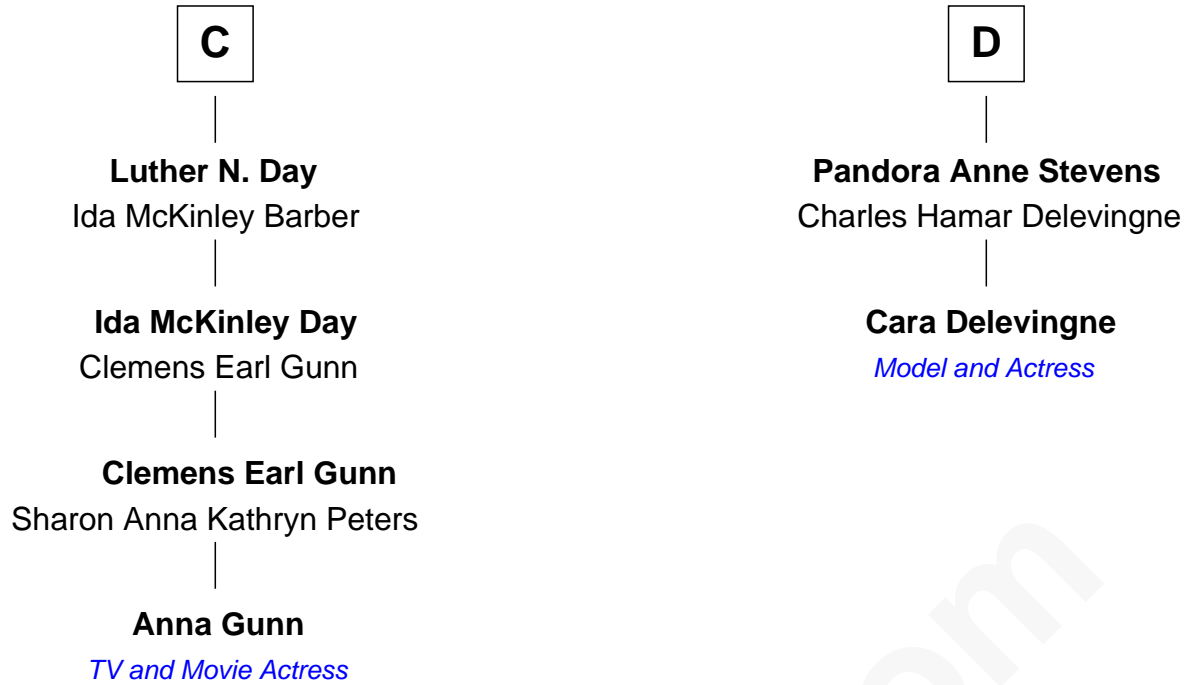 C
Luther N. Day
Ida McKinley Barber
Ida McKinley Day
Clemens Earl Gunn
Clemens Earl Gunn
Sharon Anna Kathryn Peters
Anna Gunn
TV and Movie Actress
D
Pandora Anne Stevens
Charles Hamar Delevingne
Cara Delevingne
Model and Actress
om